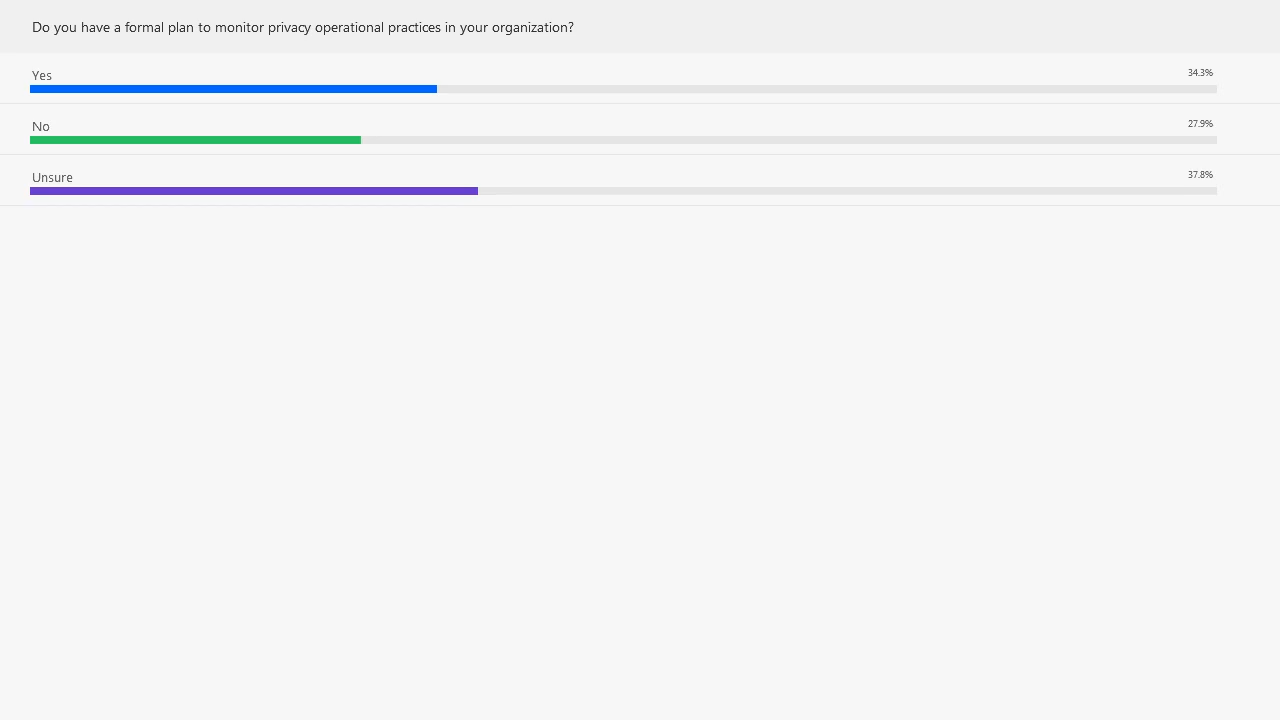 Do you have a formal plan to monitor privacy operational practices in your organization?
Yes
34.3%
No
27.9%
Unsure
37.8%